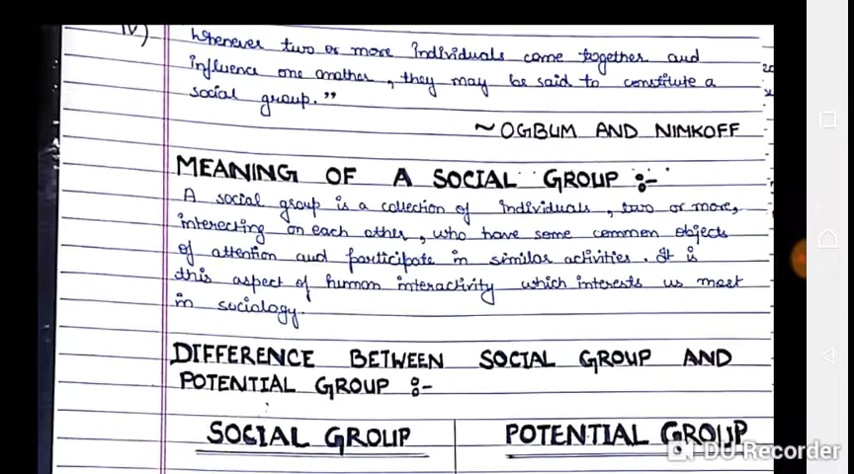 iv)
Whenever two or more individuals come together and
influence one another, they may be said to constitute a
social group."
~OGBUM AND NIMKOFF
MEANING OF A SOCIAL GROUP :-
A social group is a collection of individuals, two or more,
interecting on each other, who have some common objects
of attention and participate in similar activities. It is
this aspect of human interactivity which interests us most
in sociology.
DIFFERENCE BETWEEN SOCIAL GROUP AND
POTENTIAL GROUP :-
SOCIAL GROUP POTENTIAL GROUP
DU Recorder